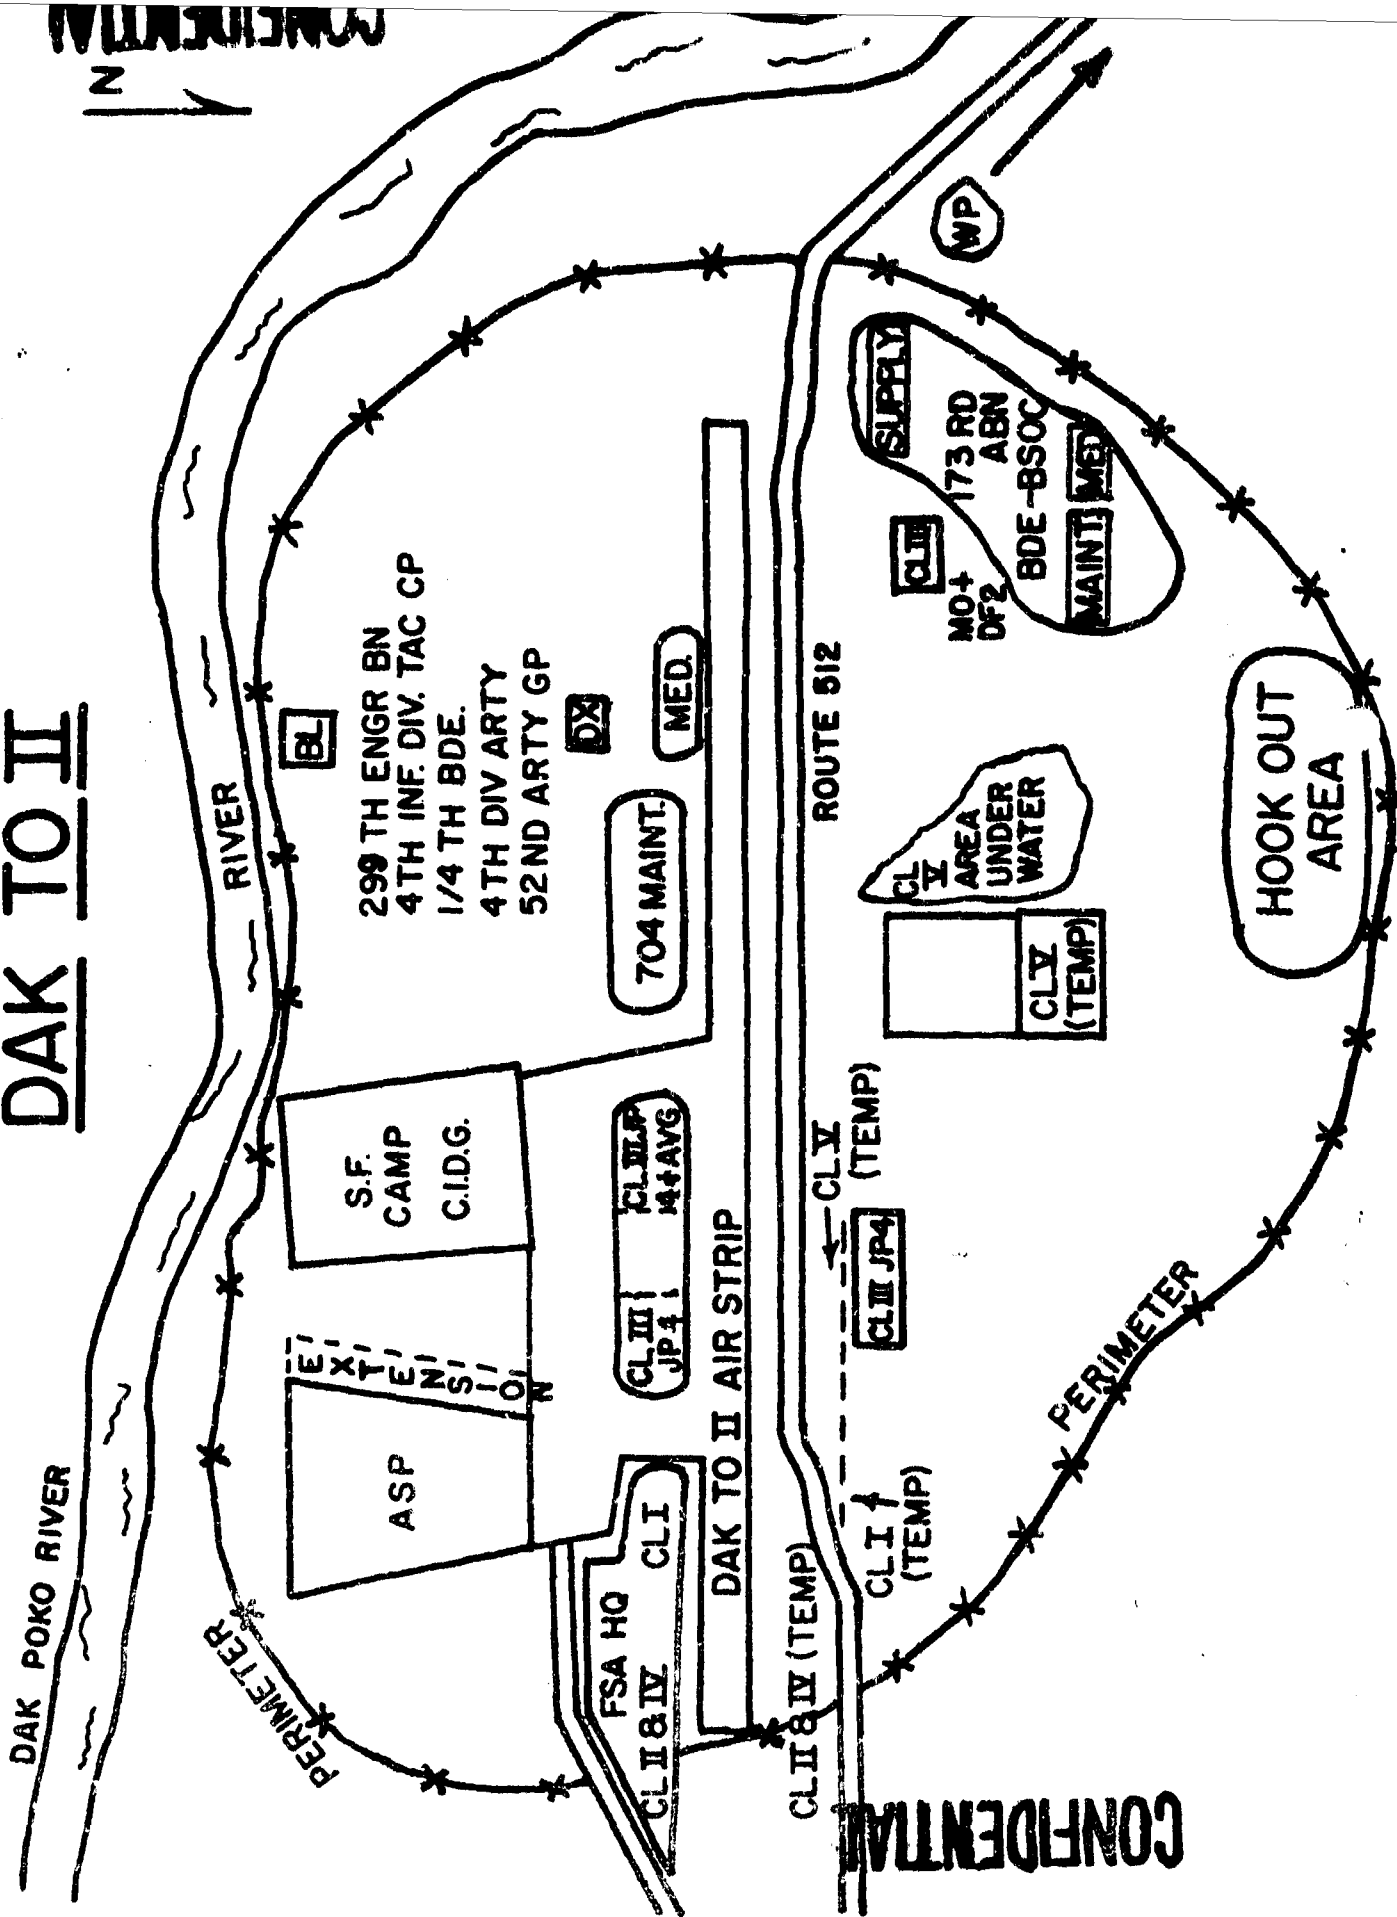 CONFIDENTIAL
N
DAK TO II
DAK POKO RIVER
RIVER
PERIMETER
BL
299 TH ENGR BN
4TH INF. DIV. TAC CP
1/4 TH BDE.
4TH DIV ARTY
52ND ARTY GP
DX
MED.
704 MAINT.
S.F.
CAMP
C.I.D.G.
EXTENSION
ASP
CL III JP
4+AVG
CL III
JP4
FSA HQ
CL I
CL II & IV
DAK TO II AIR STRIP
ROUTE 512
CL II & IV (TEMP)
CL I
(TEMP)
CL V
(TEMP)
CL III JP4
CL V
(TEMP)
CL
V
AREA
UNDER
WATER
CL III
MO+
DF2
SUPPLY
173 RD
ABN
BDE-BSOC
MAINT.
MED
WP
HOOK OUT
AREA
PERIMETER
CONFIDENTIAL